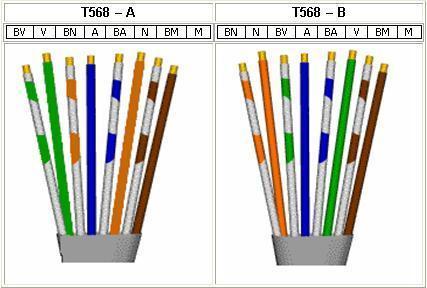 T568 – A
T568 – B
BV V BN A BA N BM M
BN N BV A BA V BM M